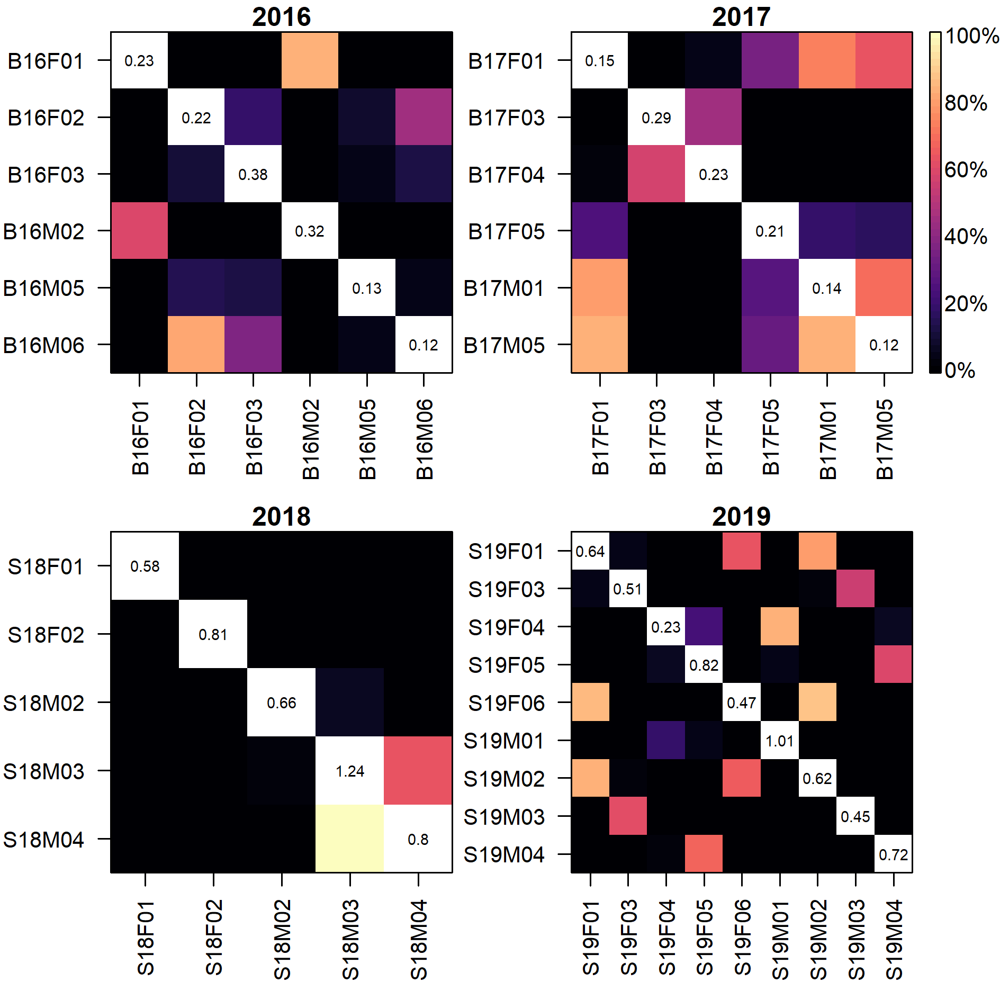 2016
B16F01
B16F02
B16F03
B16M02
B16M05
B16M06
0.23
0.22
0.38
0.32
0.13
0.12
B16F01
B16F02
B16F03
B16M02
B16M05
B16M06
2017
B17F01
B17F03
B17F04
B17F05
B17M01
B17M05
0.15
0.29
0.23
0.21
0.14
0.12
B17F01
B17F03
B17F04
B17F05
B17M01
B17M05
100%
80%
60%
40%
20%
0%
2018
S18F01
S18F02
S18M02
S18M03
S18M04
0.58
0.81
0.66
1.24
0.8
S18F01
S18F02
S18M02
S18M03
S18M04
2019
S19F01
S19F03
S19F04
S19F05
S19F06
S19M01
S19M02
S19M03
S19M04
0.64
0.51
0.23
0.82
0.47
1.01
0.62
0.45
0.72
S19F01
S19F03
S19F04
S19F05
S19F06
S19M01
S19M02
S19M03
S19M04